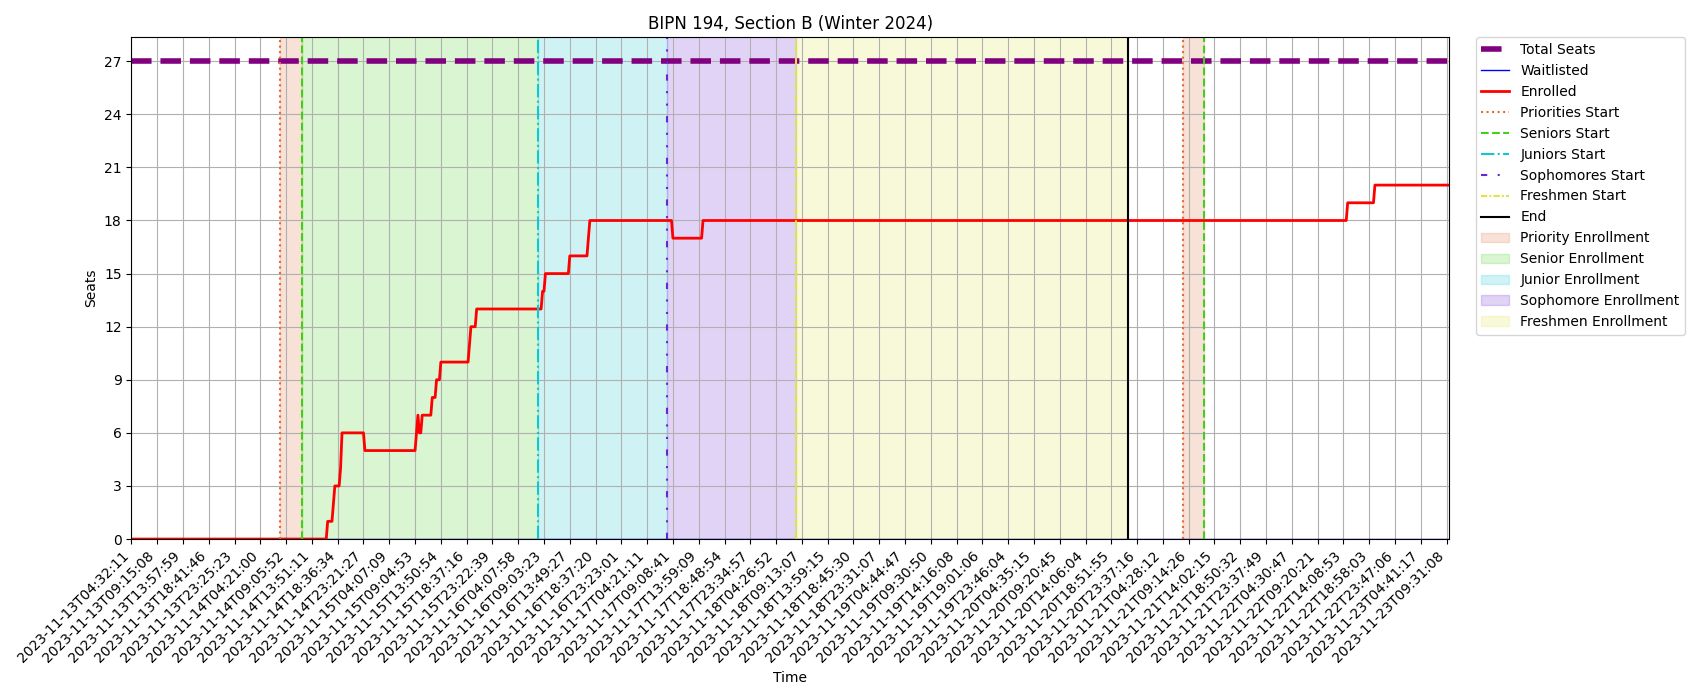 BIPN 194, Section B (Winter 2024)
27
24
21
18
15
12
9
6
3
0
Seats
2023-11-13T04:32:11
2023-11-13T09:15:08
2023-11-13T13:57:59
2023-11-13T18:41:46
2023-11-13T23:25:23
2023-11-14T04:21:00
2023-11-14T09:05:52
2023-11-14T13:51:11
2023-11-14T18:36:34
2023-11-14T23:21:27
2023-11-15T04:07:09
2023-11-15T09:04:53
2023-11-15T13:50:54
2023-11-15T18:37:16
2023-11-15T23:22:39
2023-11-16T04:07:58
2023-11-16T09:03:23
2023-11-16T13:49:27
2023-11-16T18:37:20
2023-11-16T23:23:01
2023-11-17T04:21:11
2023-11-17T09:08:41
2023-11-17T13:59:09
2023-11-17T18:48:54
2023-11-17T23:34:57
2023-11-18T04:26:52
2023-11-18T09:13:07
2023-11-18T13:59:15
2023-11-18T18:45:30
2023-11-18T23:31:07
2023-11-19T04:44:47
2023-11-19T09:30:50
2023-11-19T14:16:08
2023-11-19T19:01:06
2023-11-19T23:46:04
2023-11-20T04:35:15
2023-11-20T09:20:45
2023-11-20T14:06:04
2023-11-20T18:51:55
2023-11-20T23:37:16
2023-11-21T04:28:12
2023-11-21T09:14:26
2023-11-21T14:02:15
2023-11-21T18:50:32
2023-11-21T23:37:49
2023-11-22T04:30:47
2023-11-22T09:20:21
2023-11-22T14:08:53
2023-11-22T18:58:03
2023-11-22T23:47:06
2023-11-23T04:41:17
2023-11-23T09:31:08
Time
Total Seats
Waitlisted
Enrolled
Priorities Start
Seniors Start
Juniors Start
Sophomores Start
Freshmen Start
End
Priority Enrollment
Senior Enrollment
Junior Enrollment
Sophomore Enrollment
Freshmen Enrollment